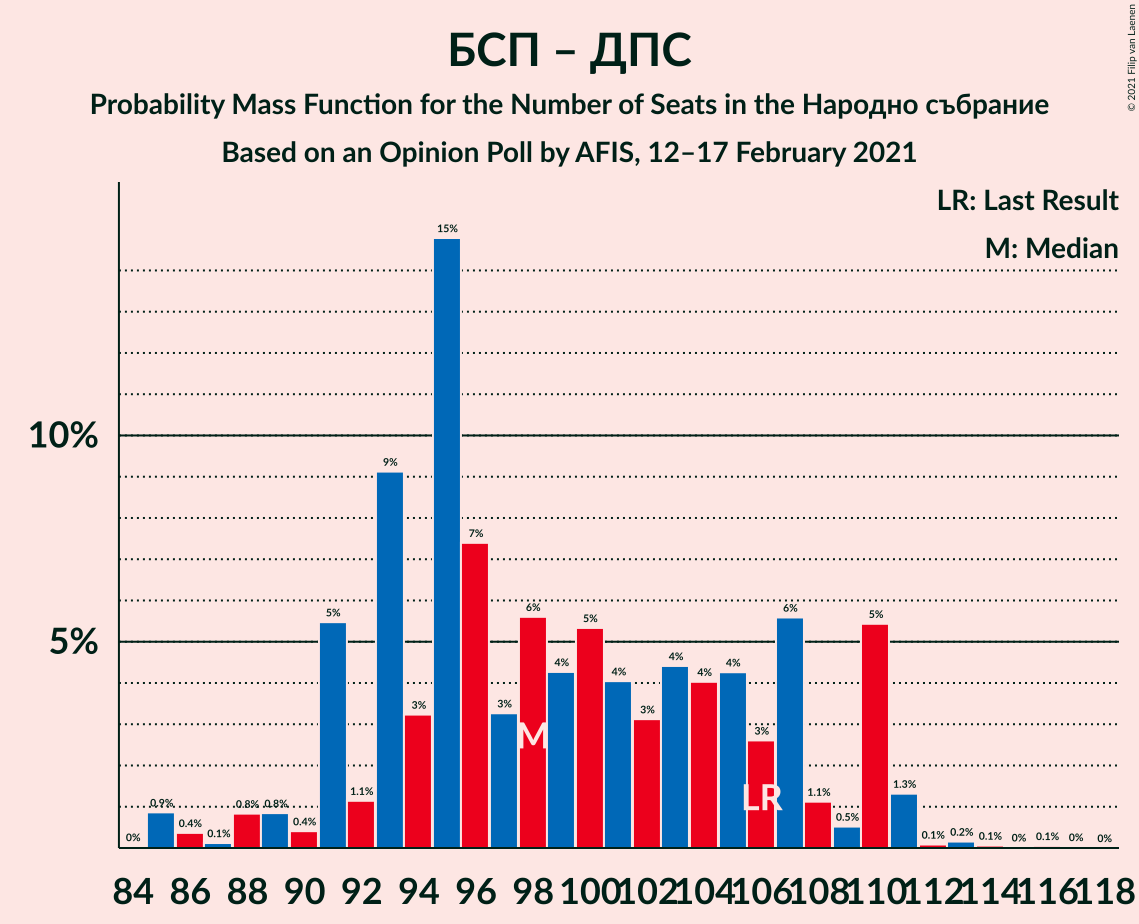 БСП – ДПС
Probability Mass Function for the Number of Seats in the Народно събрание
Based on an Opinion Poll by AFIS, 12–17 February 2021
© 2021 Filip van Laenen
LR: Last Result
M: Median
10%
5%
0% 0.9% 0.4% 0.1% 0.8% 0.8% 0.4% 5% 1.1% 9% 3% 15% 7% 3% 6% 4% 5% 4% 3% 4% 4% 4% 3% 6% 1.1% 0.5% 5% 1.3% 0.1% 0.2% 0.1% 0% 0.1% 0% 0%
M
LR
84 86 88 90 92 94 96 98 100 102 104 106 108 110 112 114 116 118